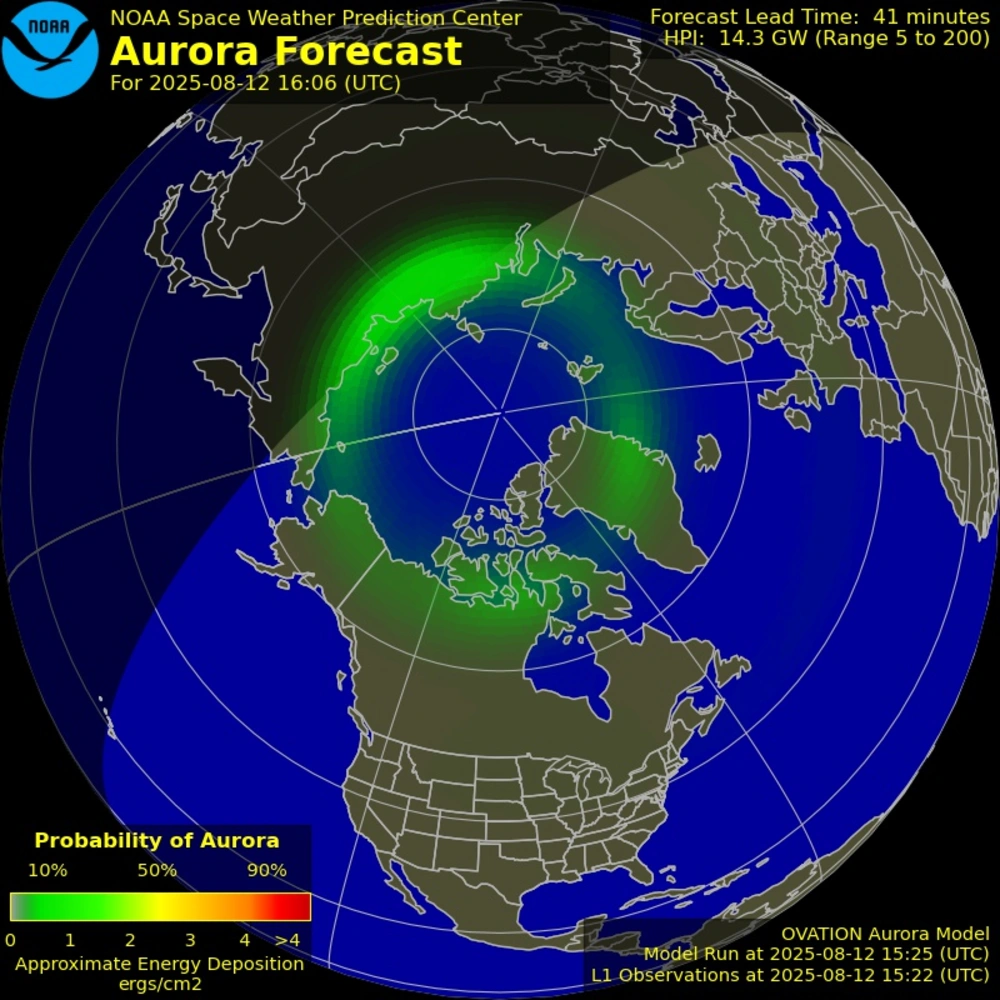 NOAA
NOAA Space Weather Prediction Center
Aurora Forecast
For 2025-08-12 16:06 (UTC)
Forecast Lead Time: 41 minutes
HPI: 14.3 GW (Range 5 to 200)
Probability of Aurora
10% 50% 90%
0 1 2 3 4 >4
Approximate Energy Deposition
ergs/cm2
OVATION Aurora Model
Model Run at 2025-08-12 15:25 (UTC)
L1 Observations at 2025-08-12 15:22 (UTC)